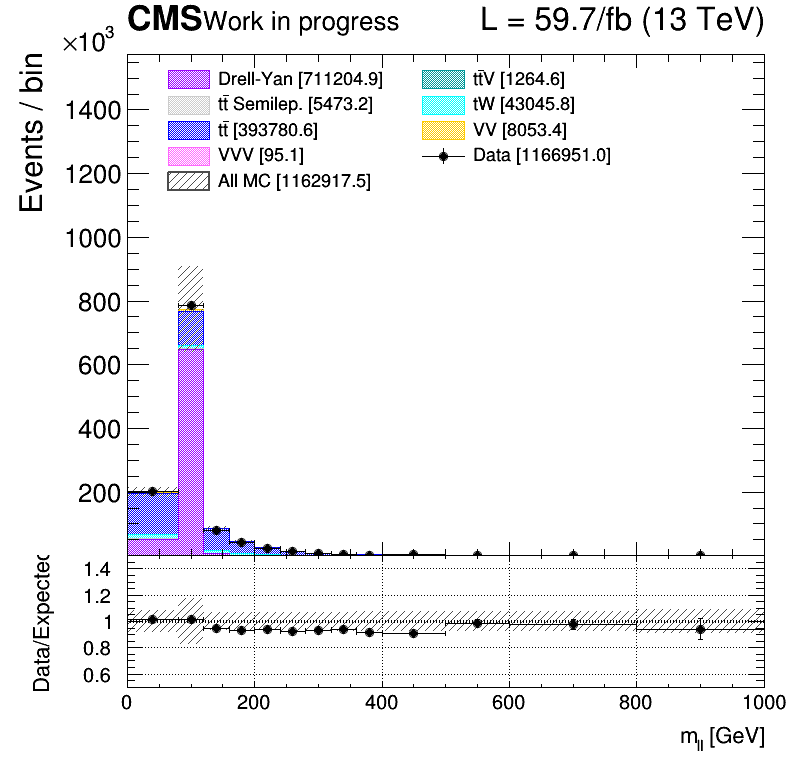 CMS Work in progress L = 59.7/fb (13 TeV)
×10³
Events / bin
Drell-Yan [711204.9]
tt̄ Semilep. [5473.2]
tt̄ [393780.6]
VVV [95.1]
All MC [1162917.5]
tt̄V [1264.6]
tW [43045.8]
VV [8053.4]
Data [1166951.0]
1400
1200
1000
800
600
400
200
Data/Expected
1.4
1.2
1
0.8
0.6
0 200 400 600 800 1000
m_ll [GeV]